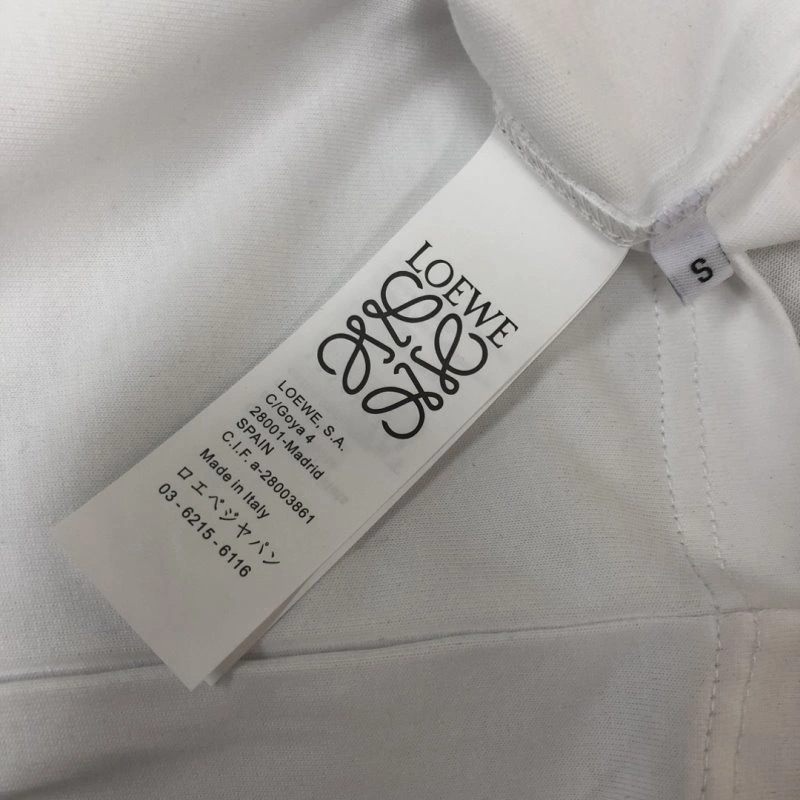 LOEWE
LOEWE, S.A.
C/Goya 4
28001-Madrid
SPAIN
C.I.F. a-28003861
Made in Italy
ロエベジヤパン
03-6215-6116
S